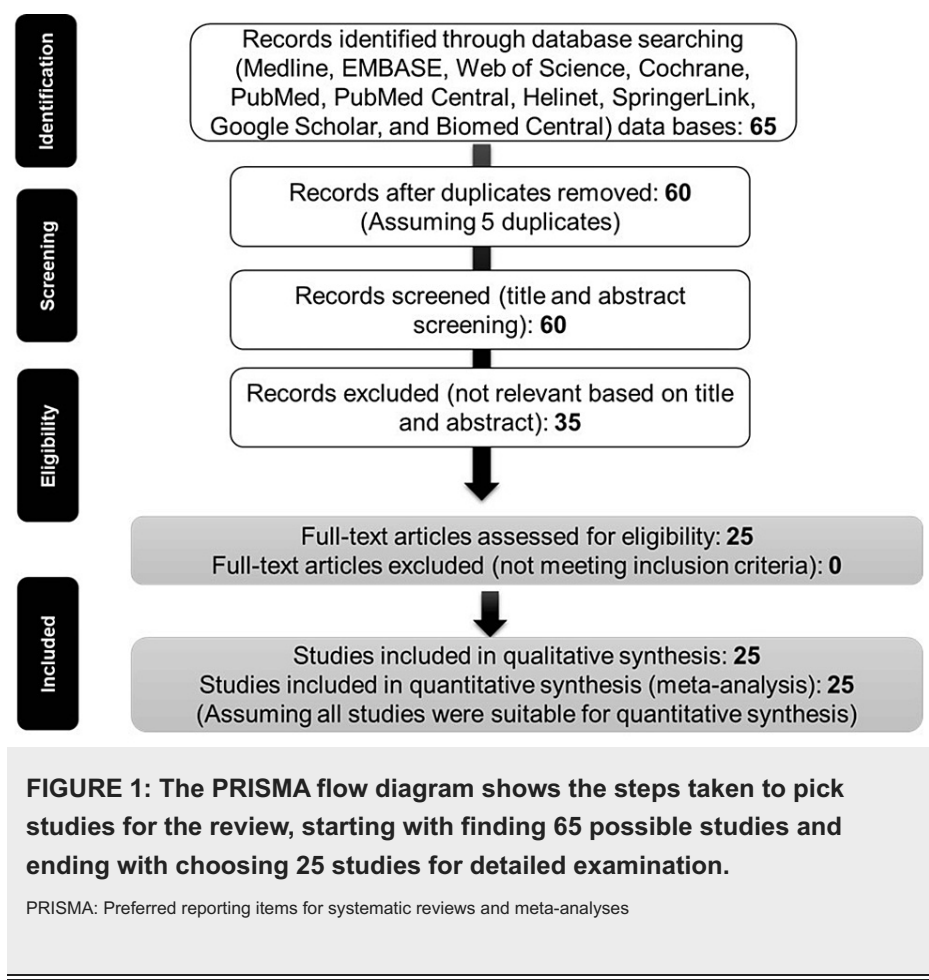 Identification
Records identified through database searching
(Medline, EMBASE, Web of Science, Cochrane,
PubMed, PubMed Central, Helinet, SpringerLink,
Google Scholar, and Biomed Central) data bases: 65
Screening
Records after duplicates removed: 60
(Assuming 5 duplicates)
Records screened (title and abstract
screening): 60
Eligibility
Records excluded (not relevant based on title
and abstract): 35
Full-text articles assessed for eligibility: 25
Full-text articles excluded (not meeting inclusion criteria): 0
Included
Studies included in qualitative synthesis: 25
Studies included in quantitative synthesis (meta-analysis): 25
(Assuming all studies were suitable for quantitative synthesis)
FIGURE 1: The PRISMA flow diagram shows the steps taken to pick
studies for the review, starting with finding 65 possible studies and
ending with choosing 25 studies for detailed examination.
PRISMA: Preferred reporting items for systematic reviews and meta-analyses